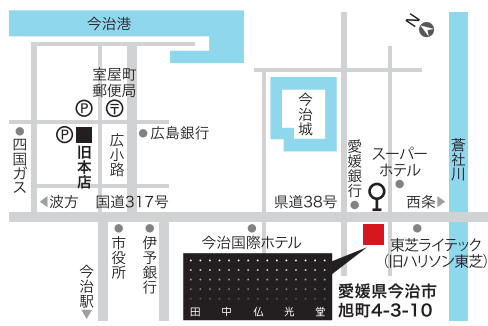 今治港
N
室屋町
郵便局
P
〒
P
旧本店
広小路
広島銀行
四国ガス
今治城
愛媛銀行
スーパー
ホテル
蒼社川
波方
国道317号
県道38号
西条
市役所
伊予銀行
今治国際ホテル
東芝ライテック
(旧ハリソン東芝)
今治駅
田中仏光堂
愛媛県今治市
旭町4-3-10